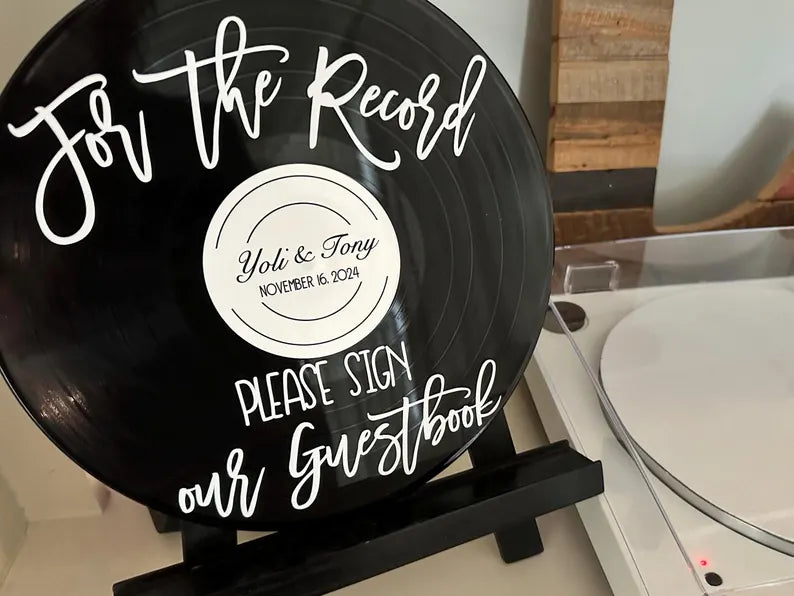 For the Record
Yoli & Tony
NOVEMBER 16, 2024
PLEASE SIGN
our Guestbook